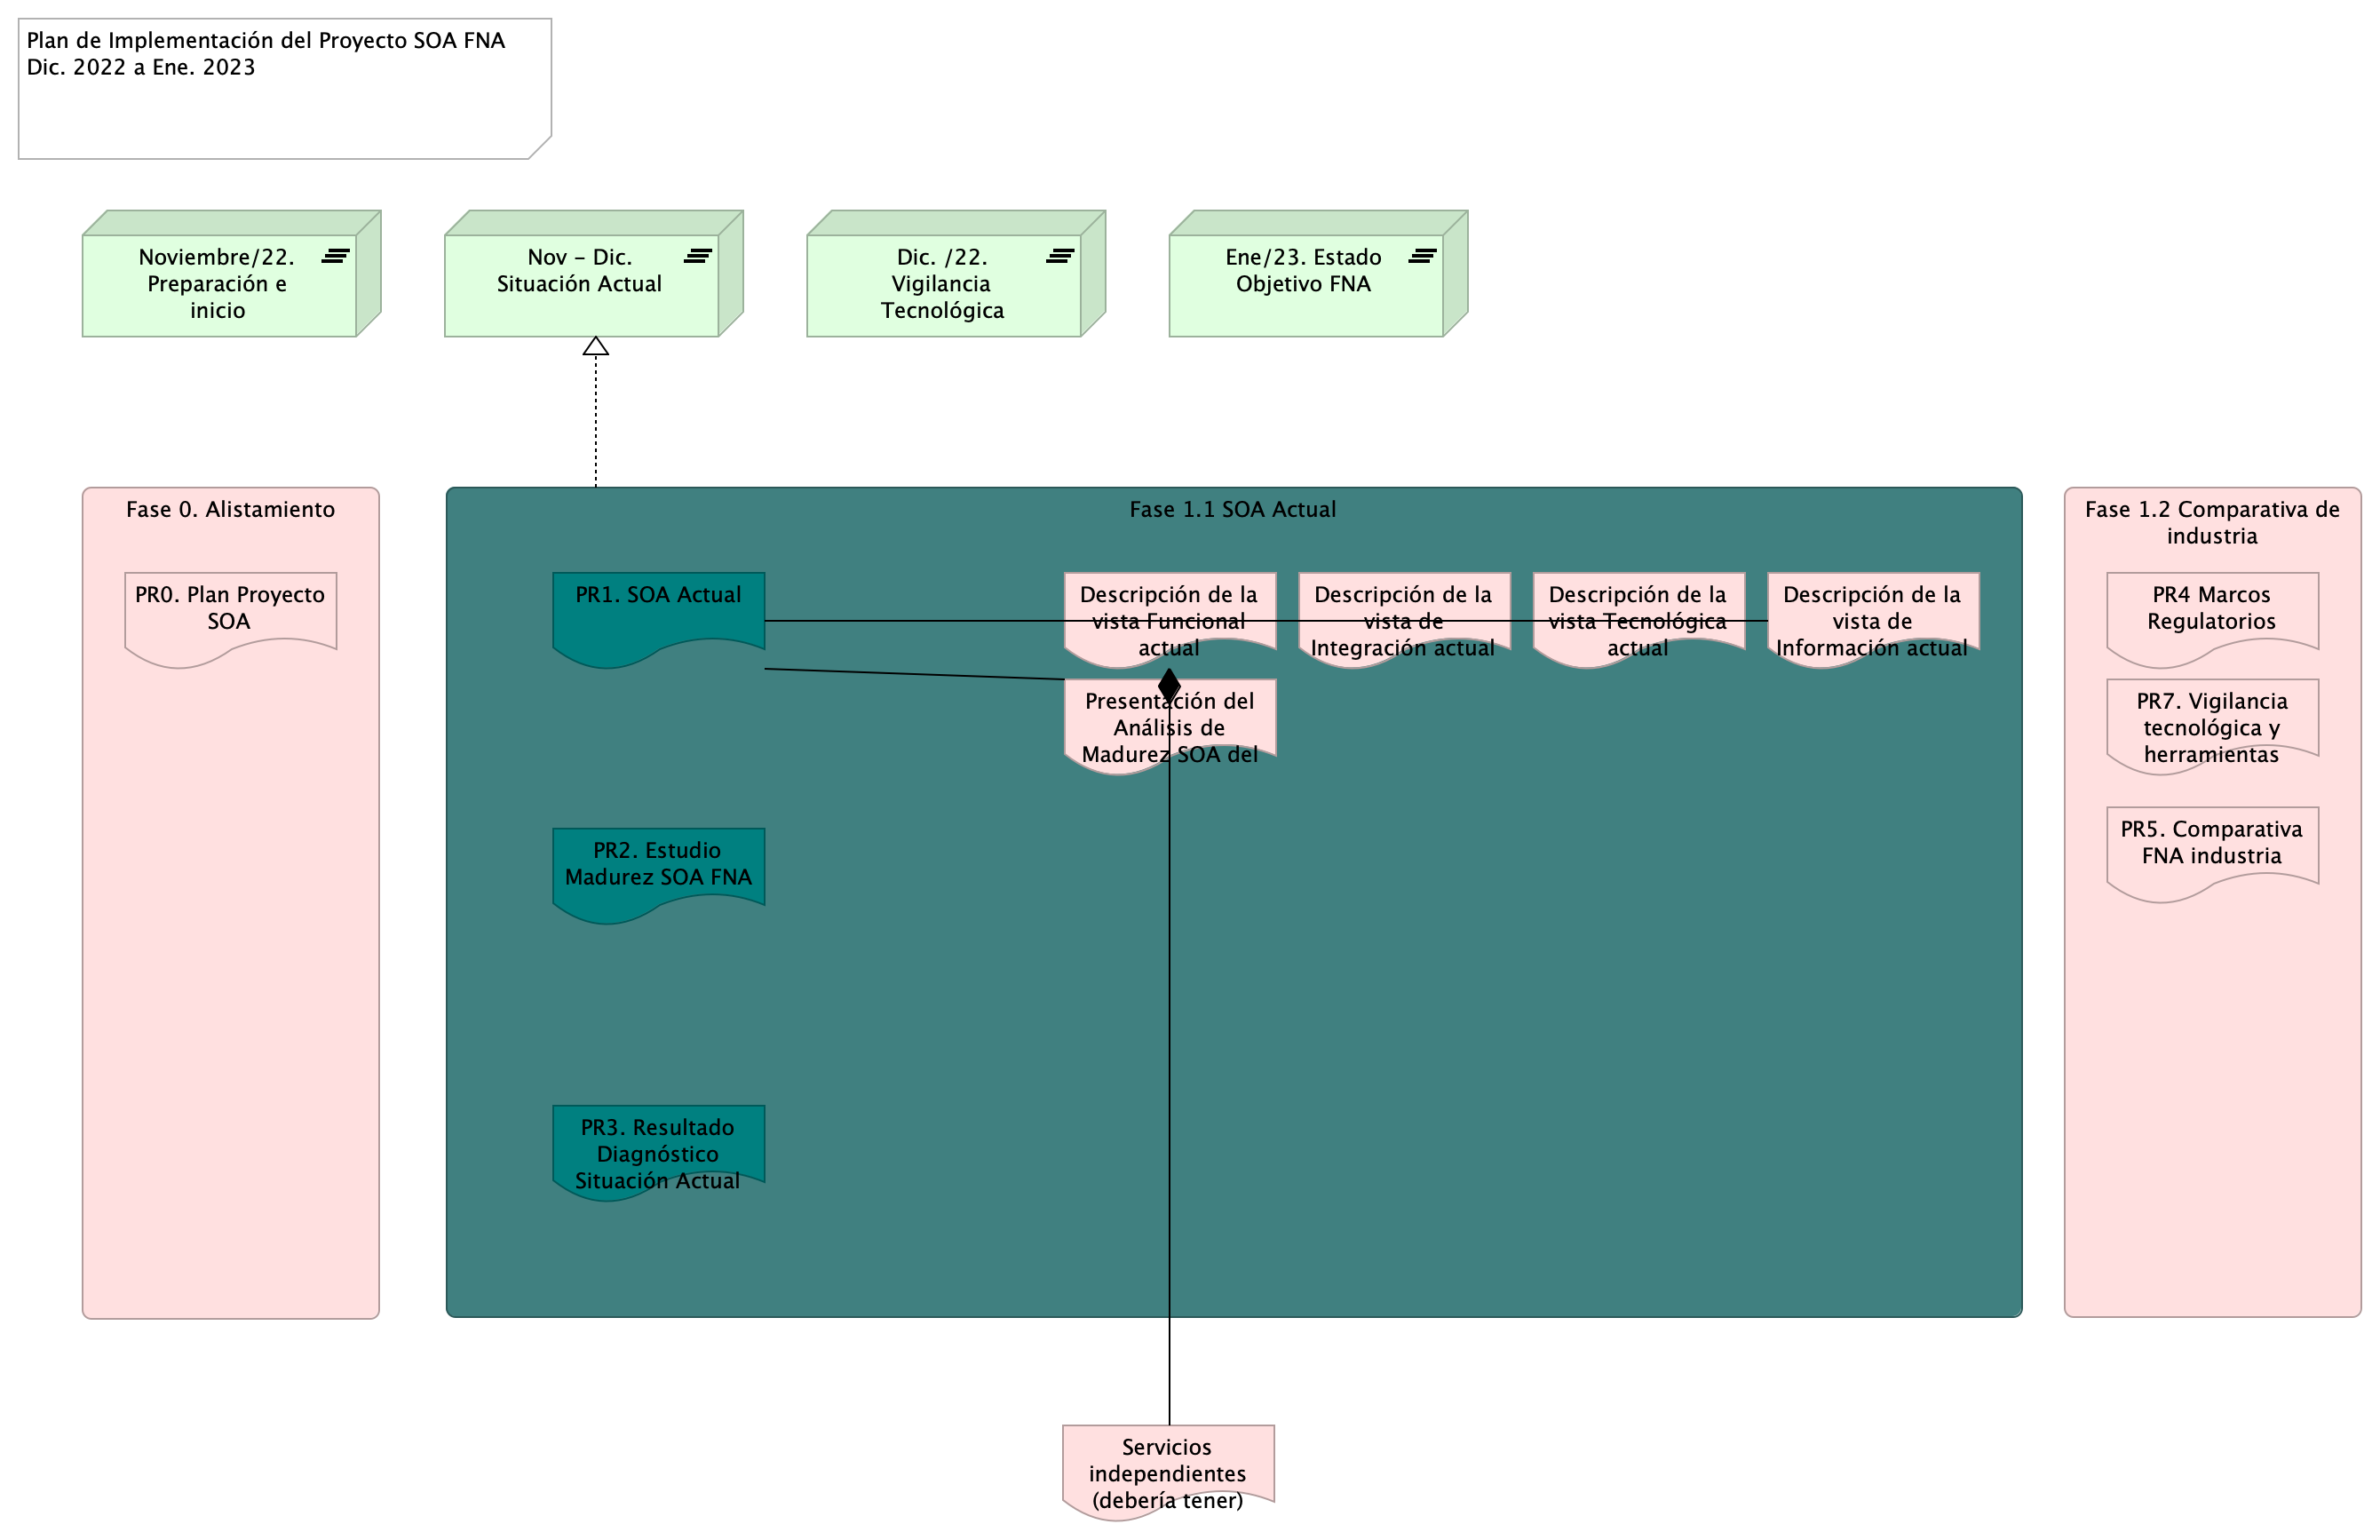 Plan de Implementación del Proyecto SOA FNA
Dic. 2022 a Ene. 2023
Noviembre/22.
Preparación e
inicio
Nov - Dic.
Situación Actual
Dic. /22.
Vigilancia
Tecnológica
Ene/23. Estado
Objetivo FNA
Fase 0. Alistamiento
PR0. Plan Proyecto
SOA
Fase 1.1 SOA Actual
PR1. SOA Actual
Descripción de la
vista Funcional
actual
Descripción de la
vista de
Integración actual
Descripción de la
vista Tecnológica
actual
Descripción de la
vista de
Información actual
Presentación del
Análisis de
Madurez SOA del
PR2. Estudio
Madurez SOA FNA
PR3. Resultado
Diagnóstico
Situación Actual
Fase 1.2 Comparativa de
industria
PR4 Marcos
Regulatorios
PR7. Vigilancia
tecnológica y
herramientas
PR5. Comparativa
FNA industria
Servicios
independientes
(debería tener)